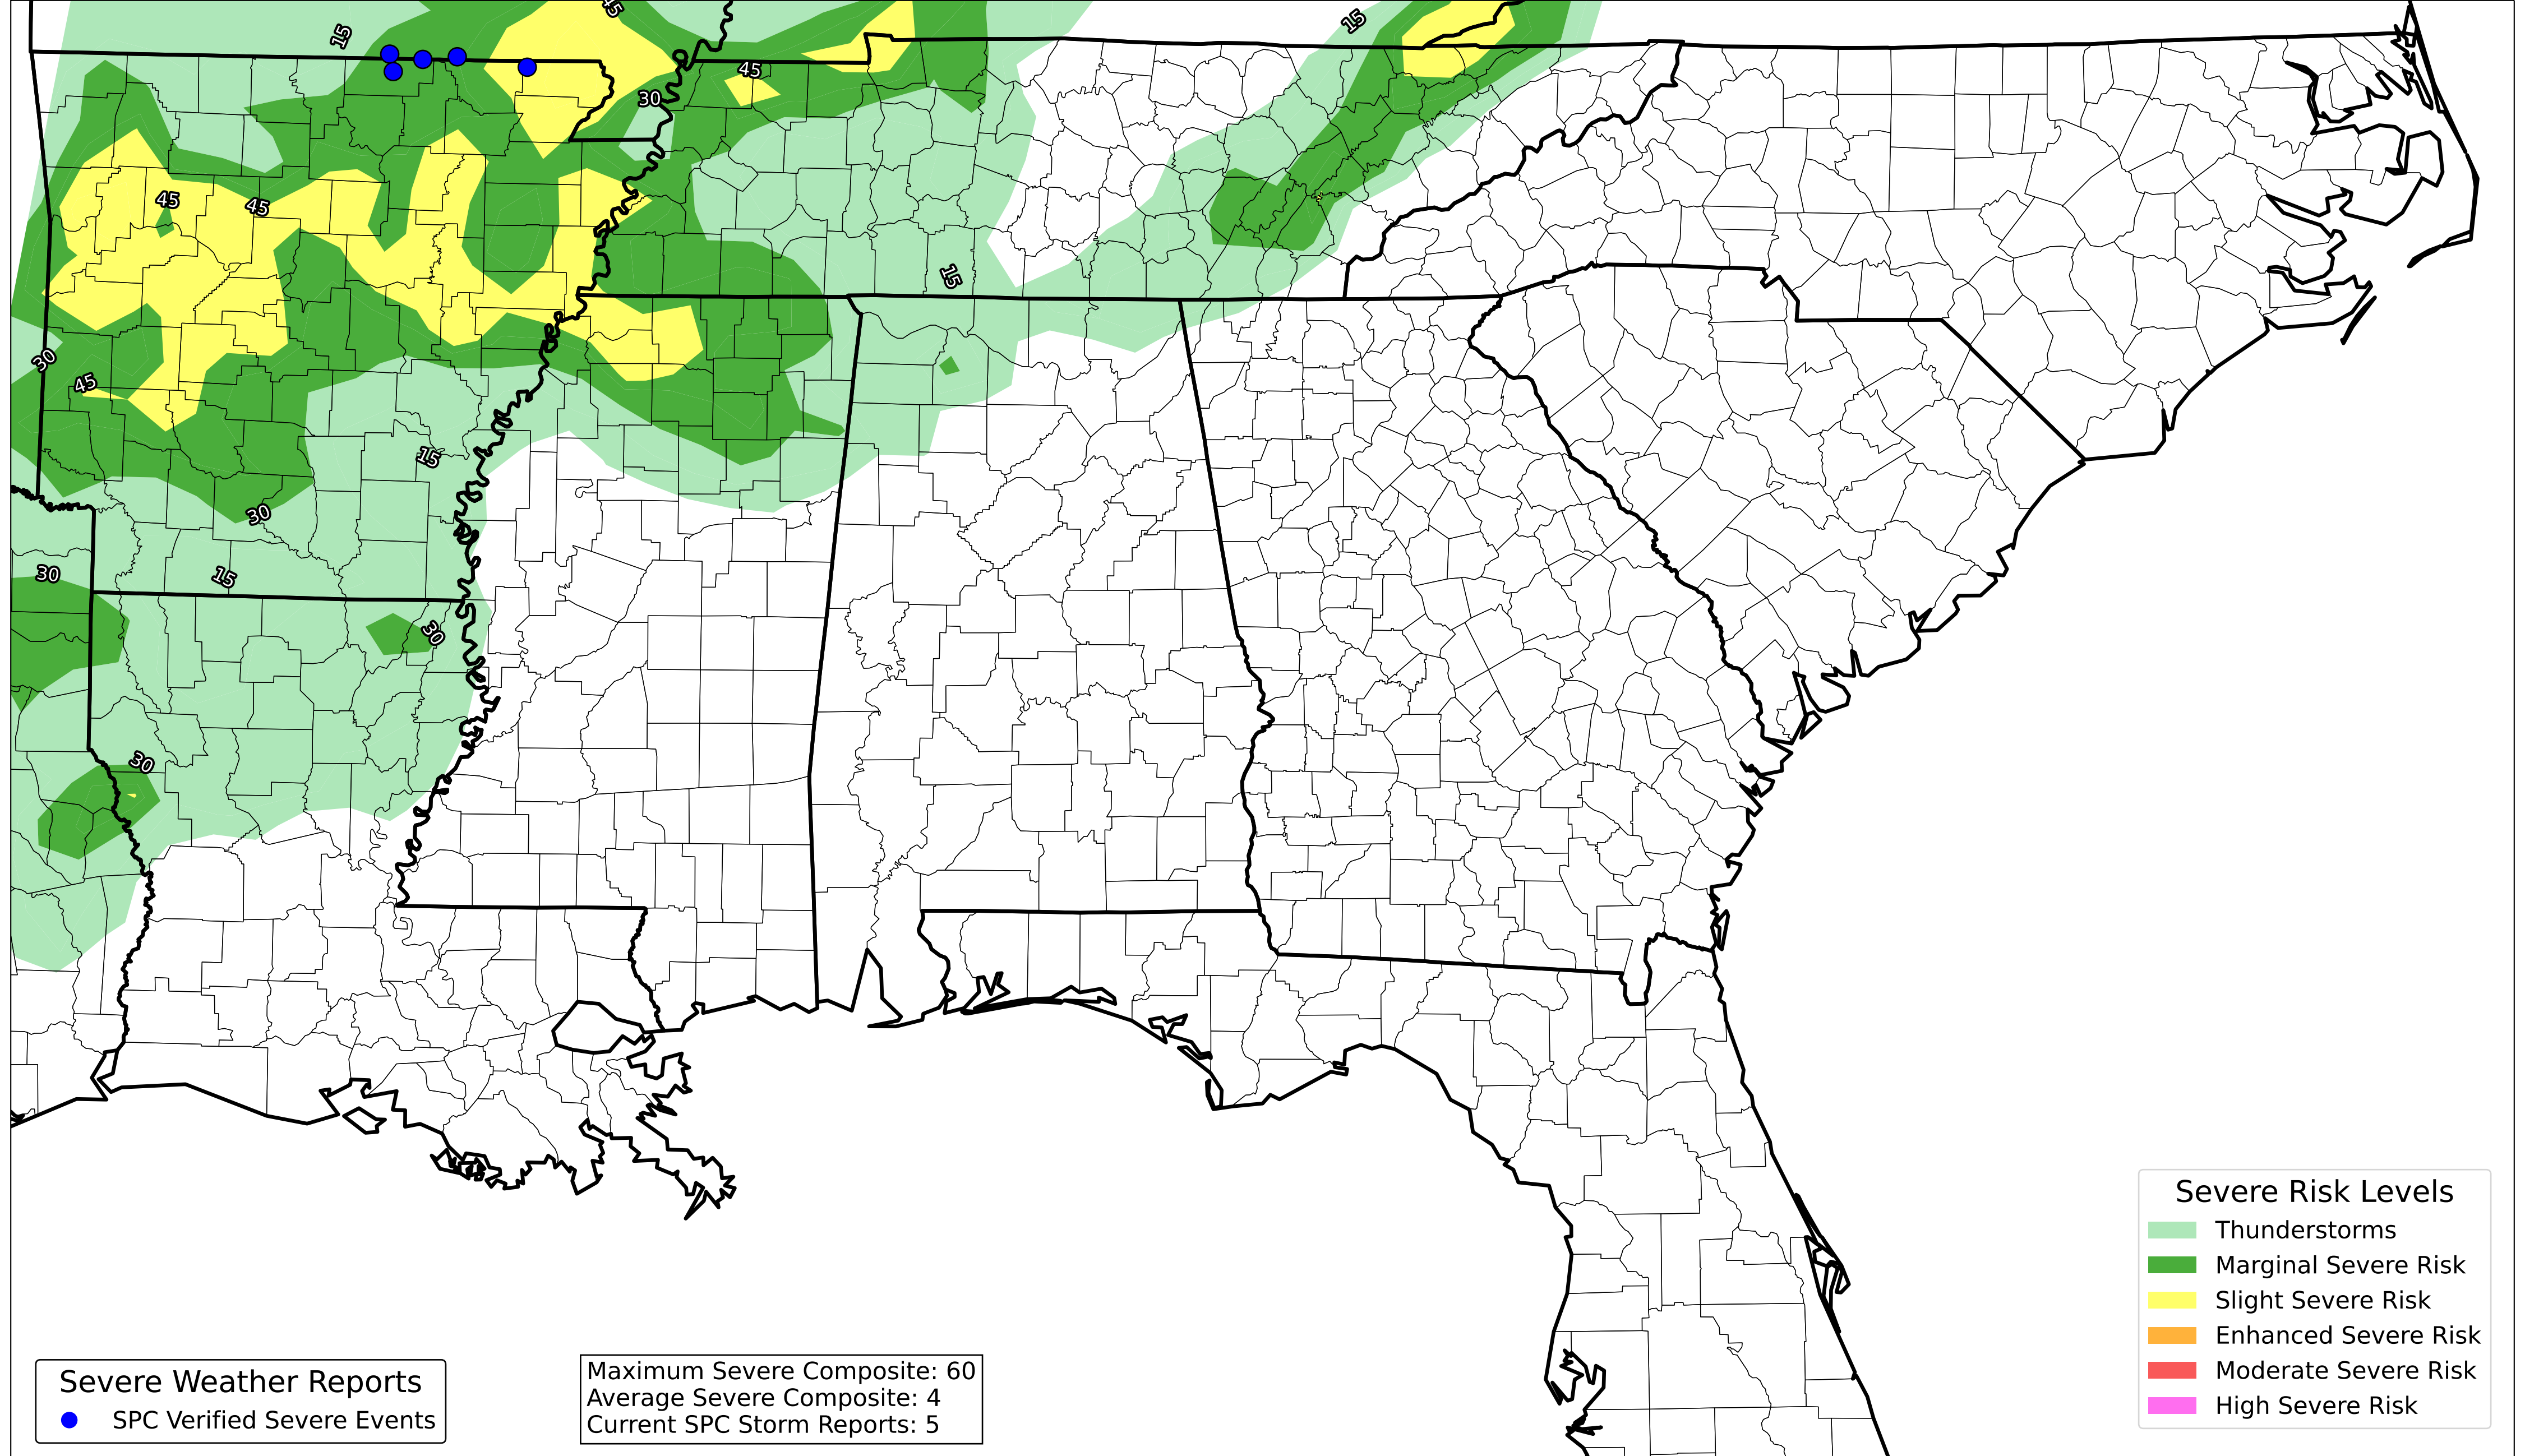 45
15
15
45
30
45
45
15
30
45
15
30
30
15
30
30
Severe Risk Levels
Thunderstorms
Marginal Severe Risk
Slight Severe Risk
Enhanced Severe Risk
Moderate Severe Risk
High Severe Risk
Severe Weather Reports
SPC Verified Severe Events
Maximum Severe Composite: 60
Average Severe Composite: 4
Current SPC Storm Reports: 5